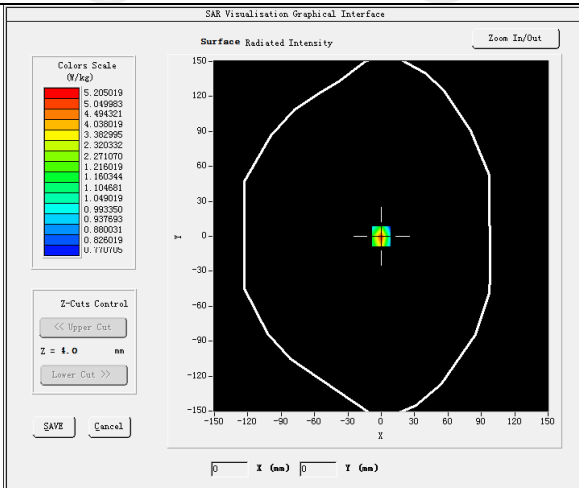 SAR Visualisation Graphical Interface
Surface Radiated Intensity
Zoom In/Out
Colors Scale
(W/kg)
5.205019
5.049983
4.494321
4.038019
3.382995
2.320332
2.271070
1.216019
1.160344
1.104681
1.049019
0.993350
0.937693
0.880031
0.826019
0.770705
150
120
90
60
30
0
-30
-60
-90
-120
-150
Y
-150 -120 -90 -60 -30 0 30 60 90 120 150
X
Z-Cuts Control
<< Upper Cut
Z = 4.0 mm
Lower Cut >>
SAVE Cancel
0 X (mm) 0 Y (mm)